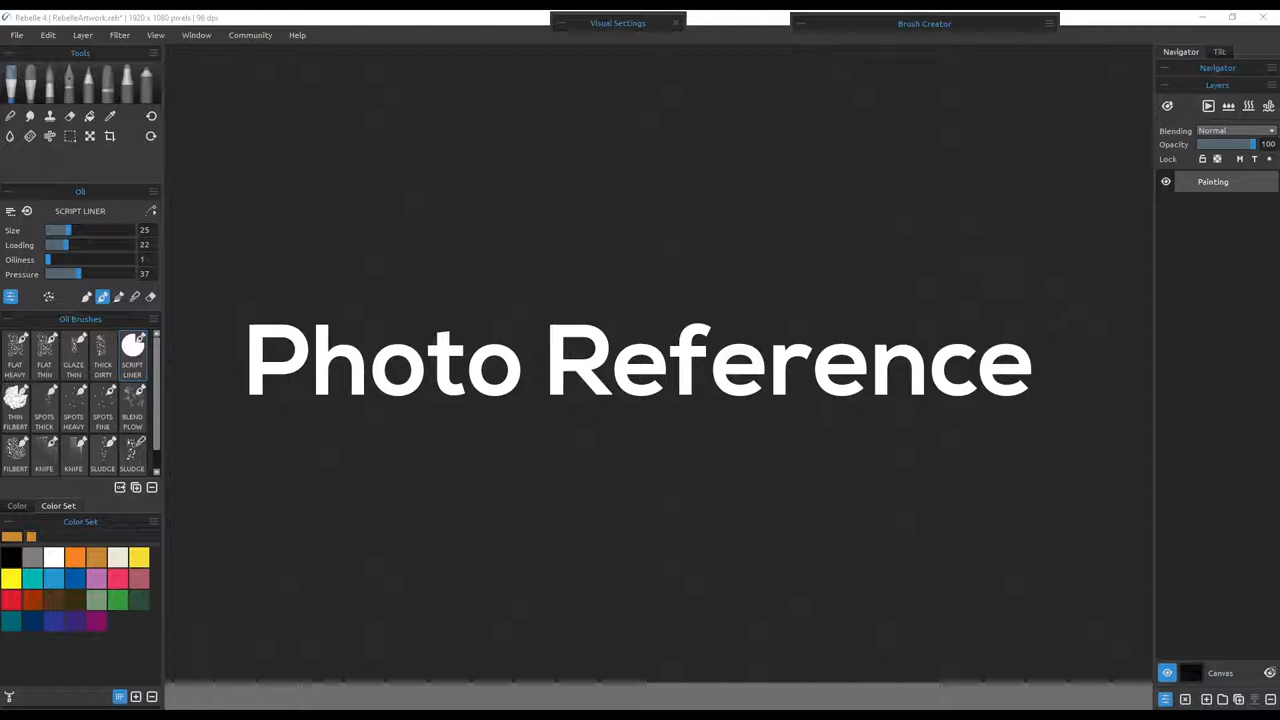 Rebelle 4 | RebelleArtwork.reb* | 1920 x 1080 pixels | 96 dpi
Visual Settings
Brush Creator
File Edit Layer Filter View Window Community Help
Tools
Navigator Tilt
Navigator
Layers
Blending Normal
Opacity 100
Lock M T
Painting
Oil
SCRIPT LINER
Size 25
Loading 22
Oiliness 1
Pressure 37
Oil Brushes
FLAT HEAVY
FLAT THIN
GLAZE THIN
THICK DIRTY
SCRIPT LINER
THIN FILBERT
SPOTS THICK
SPOTS HEAVY
SPOTS FINE
BLEND PLOW
FILBERT
KNIFE
KNIFE
SLUDGE
SLUDGE
Photo Reference
Color Color Set
Color Set
Canvas